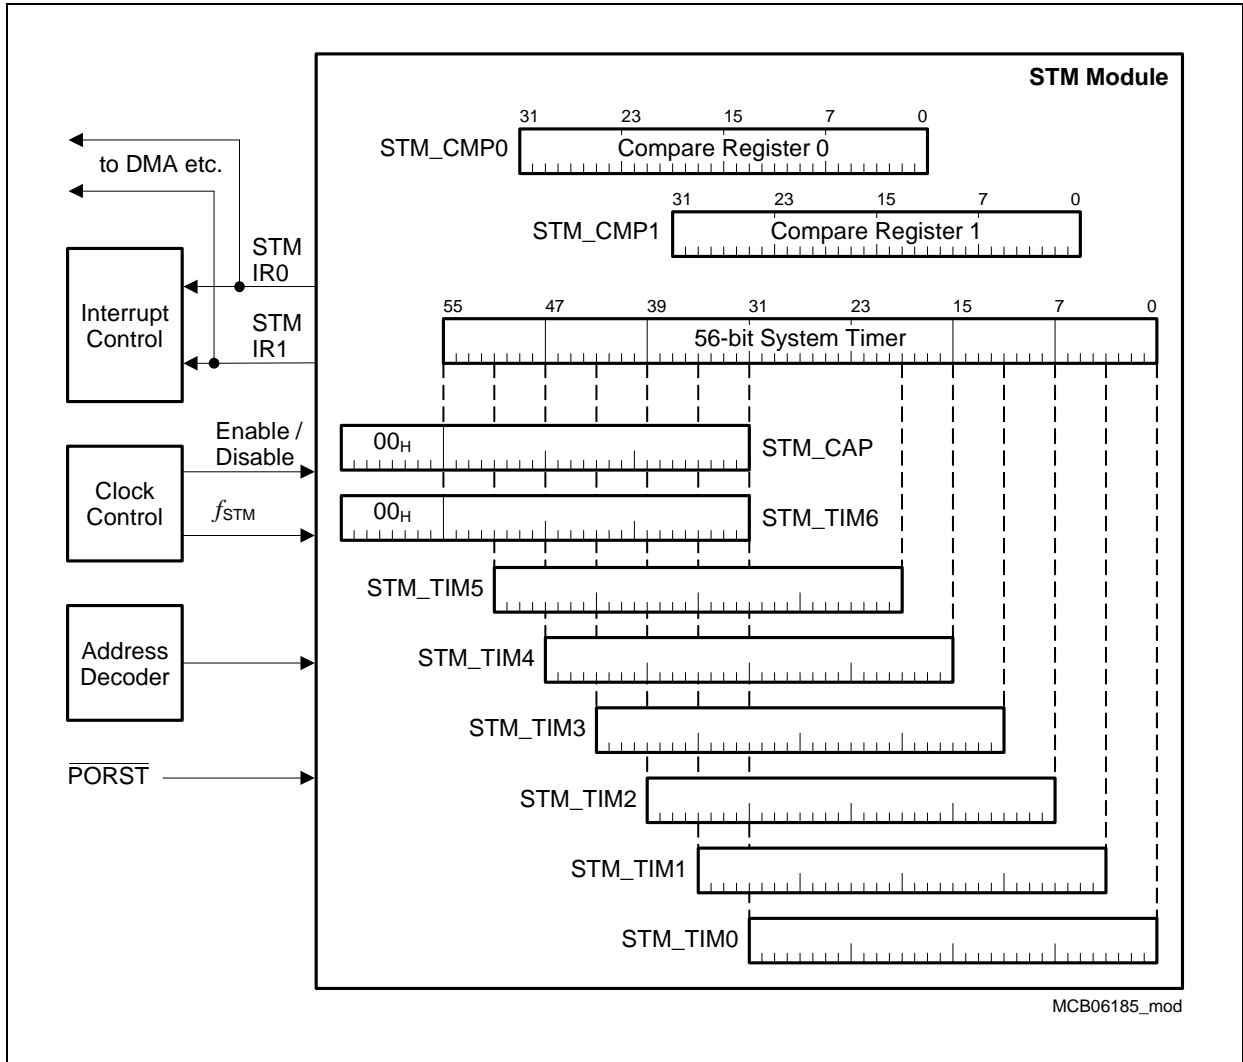 STM Module
31 23 15 7 0
STM_CMP0 Compare Register 0
to DMA etc.
31 23 15 7 0
STM_CMP1 Compare Register 1
STM
IR0
Interrupt
Control
STM
IR1
55 47 39 31 23 15 7 0
56-bit System Timer
Enable /
Disable
00H STM_CAP
Clock
Control
fSTM
00H STM_TIM6
STM_TIM5
Address
Decoder
STM_TIM4
STM_TIM3
PORST
STM_TIM2
STM_TIM1
STM_TIM0
MCB06185_mod